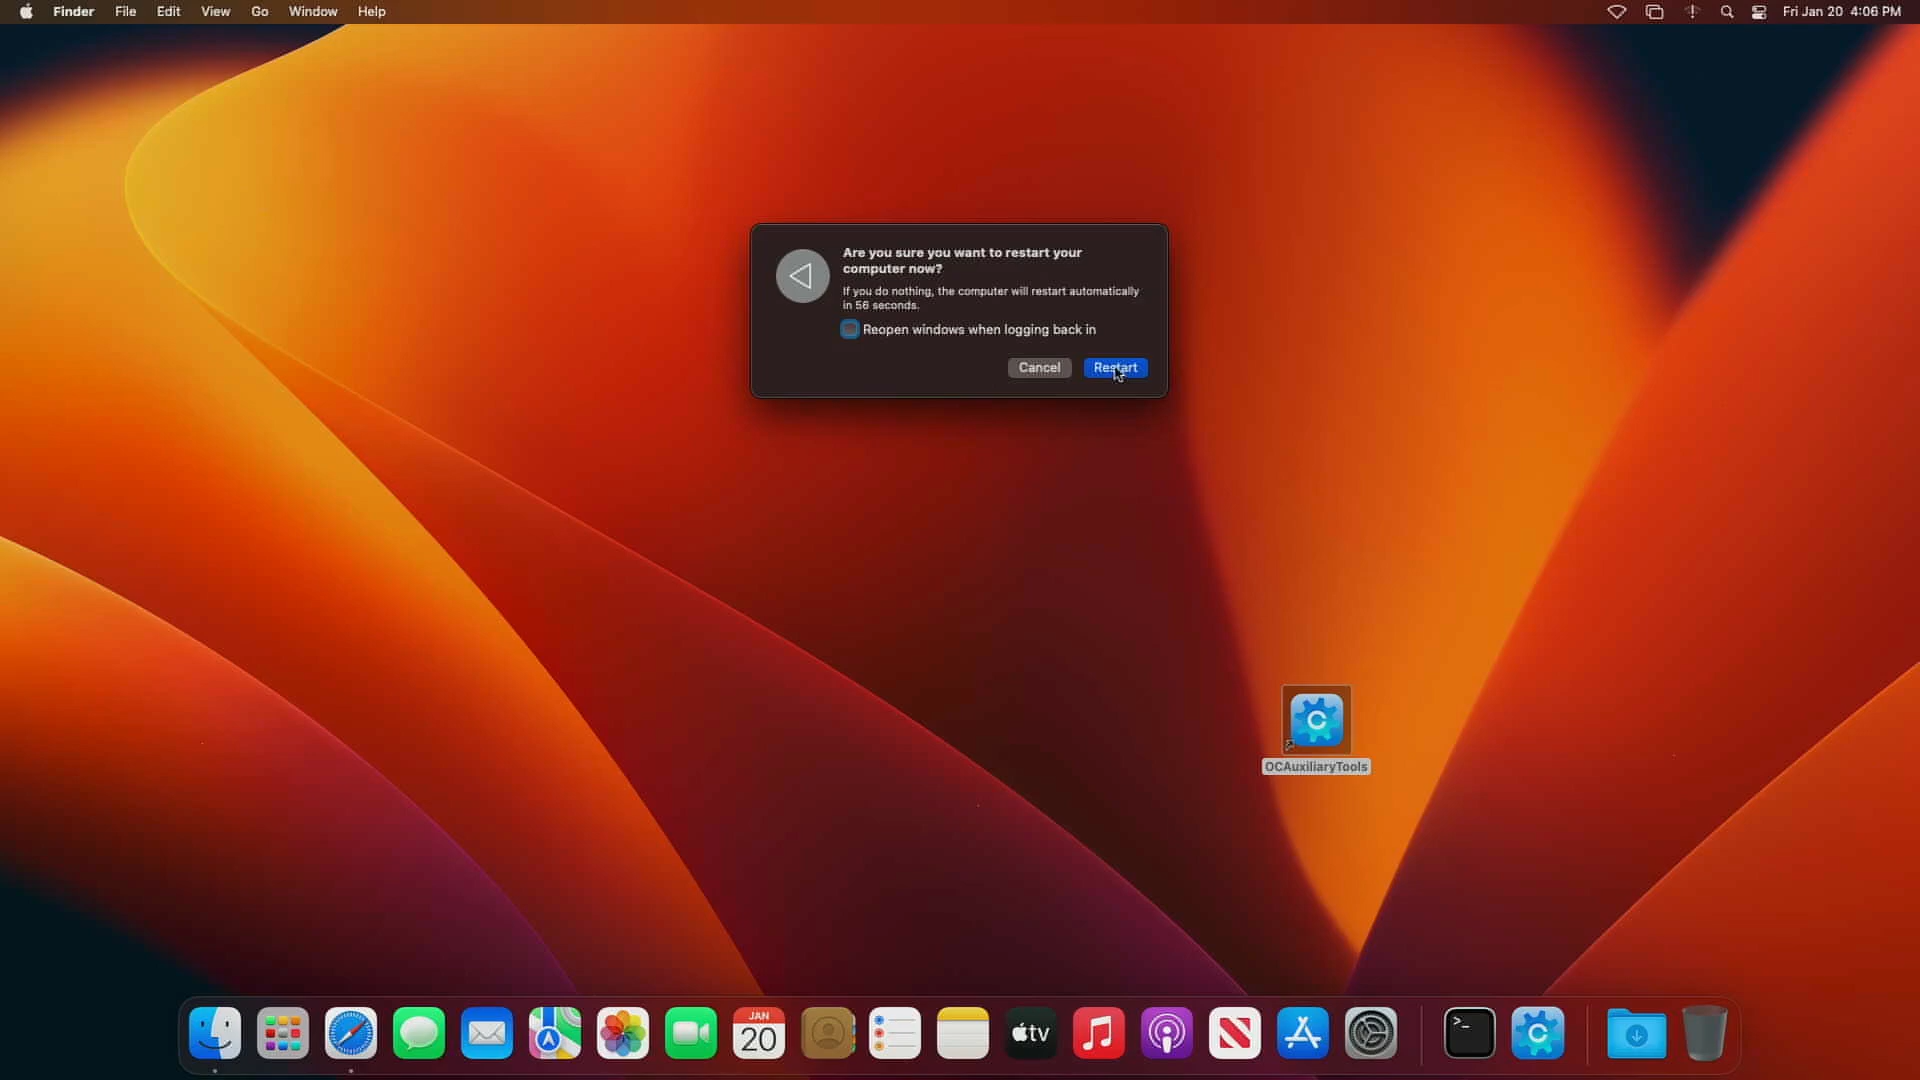 Finder File Edit View Go Window Help Fri Jan 20 4:06 PM
Are you sure you want to restart your
computer now?
If you do nothing, the computer will restart automatically
in 56 seconds.
Reopen windows when logging back in
Cancel Restart
OCAuxiliaryTools
JAN
20
tv
>_